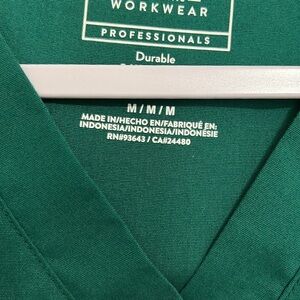 WORKWEAR
PROFESSIONALS
Durable
M/M/M
MADE IN/HECHO EN/FABRIQUÉ EN:
INDONESIA/INDONESIA/INDONÉSIE
RN#93643 / CA#24480